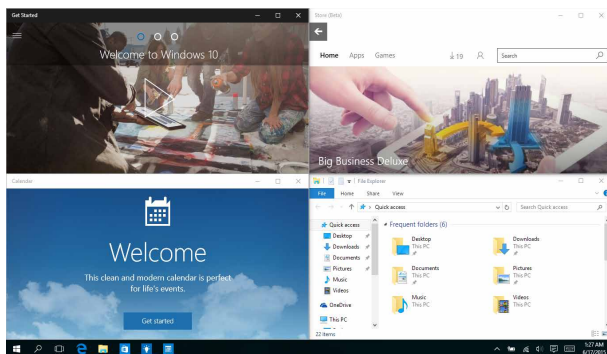 Get Started
Welcome to Windows 10
Store (Beta)
Home Apps Games 19 Search
Big Business Deluxe
Calendar
Welcome
This clean and modern calendar is perfect
for life's events.
Get started
File Explorer
File Home Share View
Quick access Search Quick access
Quick access
Desktop
Downloads
Documents
Pictures
Music
Videos
OneDrive
This PC
Frequent folders (6)
Desktop
This PC
Downloads
This PC
Documents
This PC
Pictures
This PC
Music
This PC
Videos
This PC
22 items
1:27 AM
6/17/2015